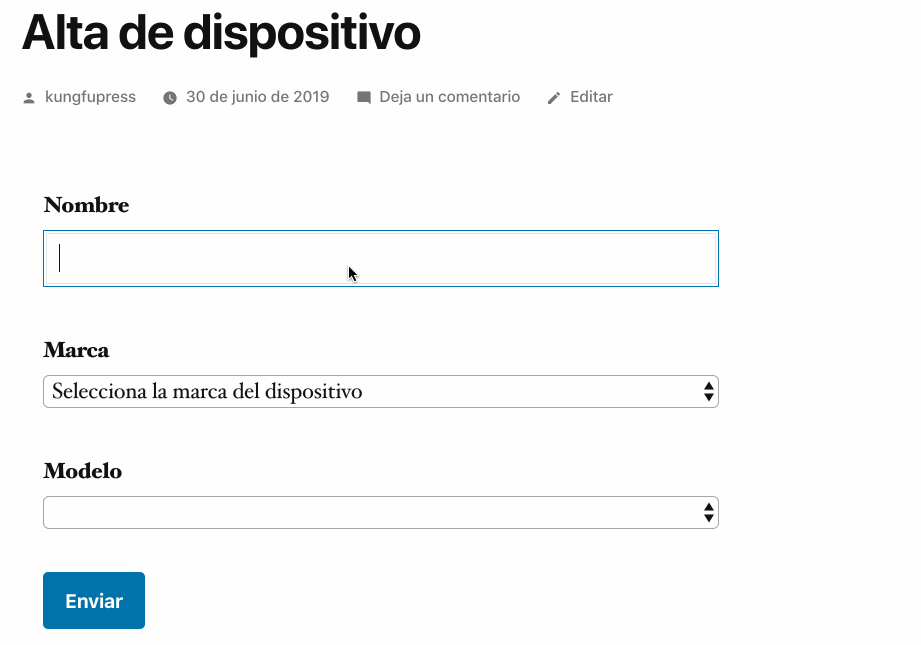 Alta de dispositivo
kungfupress 30 de junio de 2019 Deja un comentario Editar
Nombre
Marca
Selecciona la marca del dispositivo
Modelo
Enviar